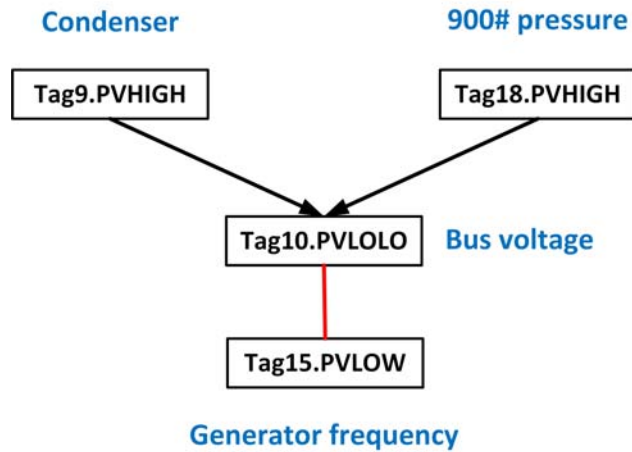 Condenser
900# pressure
Tag9.PVHIGH
Tag18.PVHIGH
Tag10.PVLOLO
Bus voltage
Tag15.PVLOW
Generator frequency